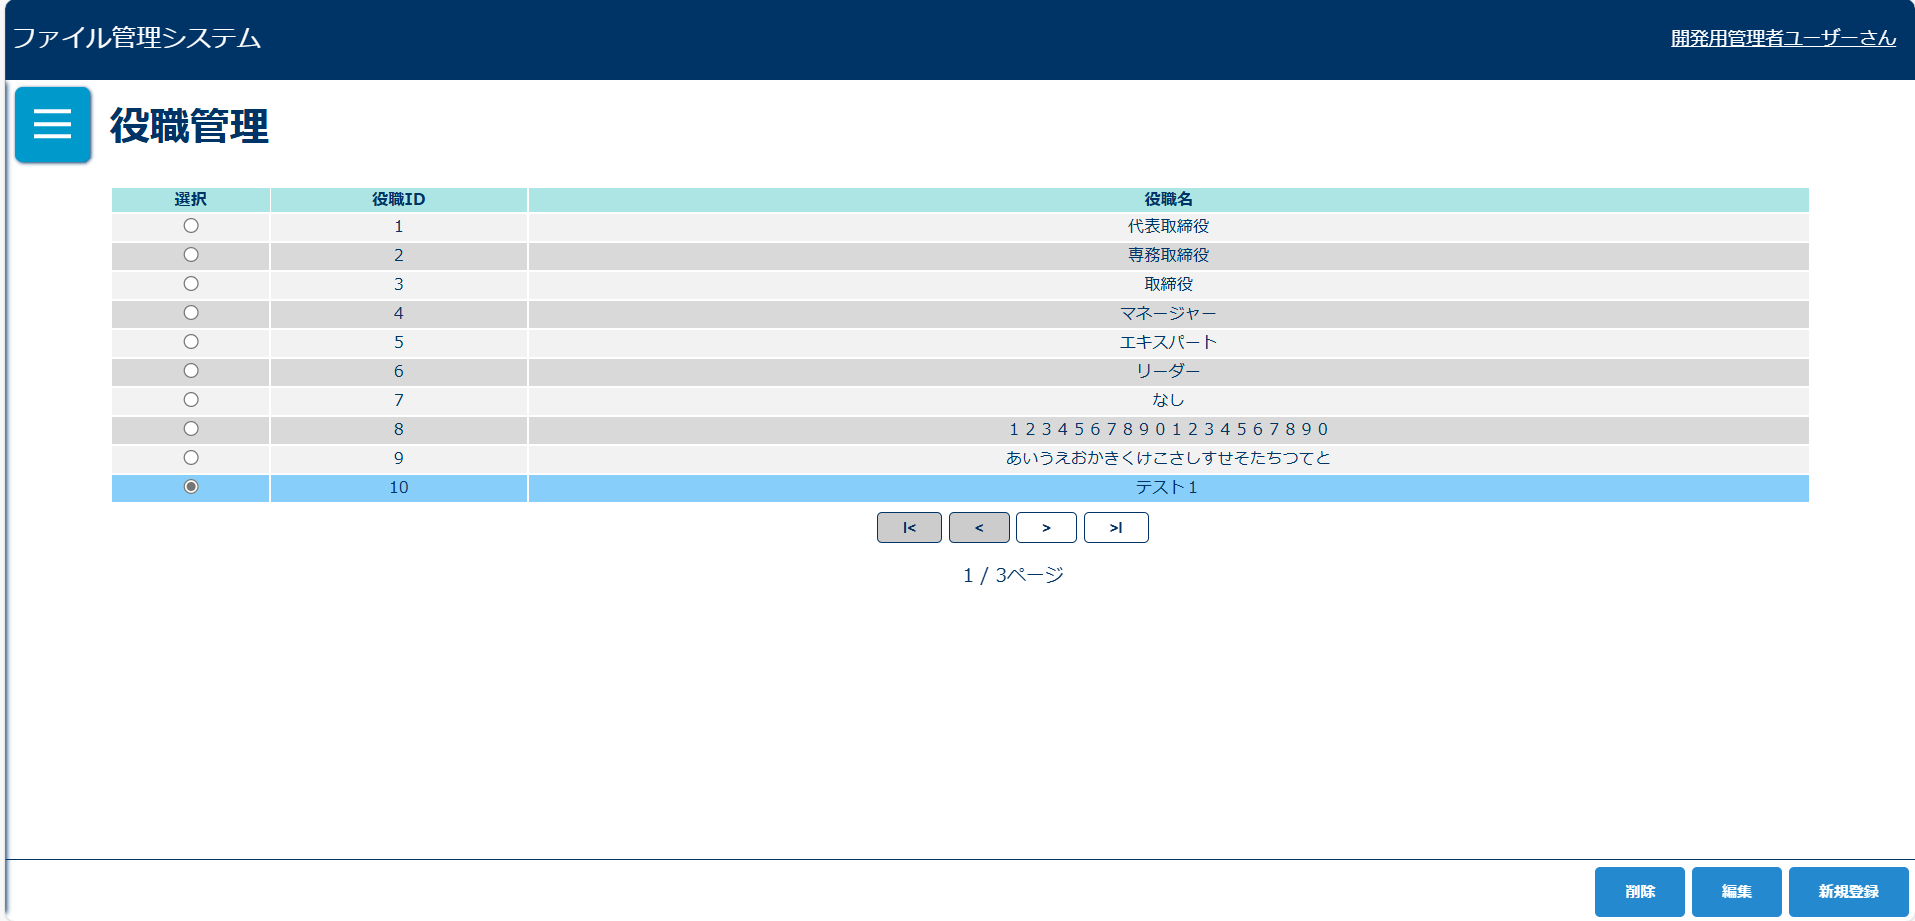 ファイル管理システム
開発用管理者ユーザーさん
役職管理
選択 役職ID 役職名
1 代表取締役
2 専務取締役
3 取締役
4 マネージャー
5 エキスパート
6 リーダー
7 なし
8 １２３４５６７８９０１２３４５６７８９０
9 あいうえおかきくけこさしすせそたちつてと
10 テスト１
|< < > >|
1 / 3ページ
削除 編集 新規登録